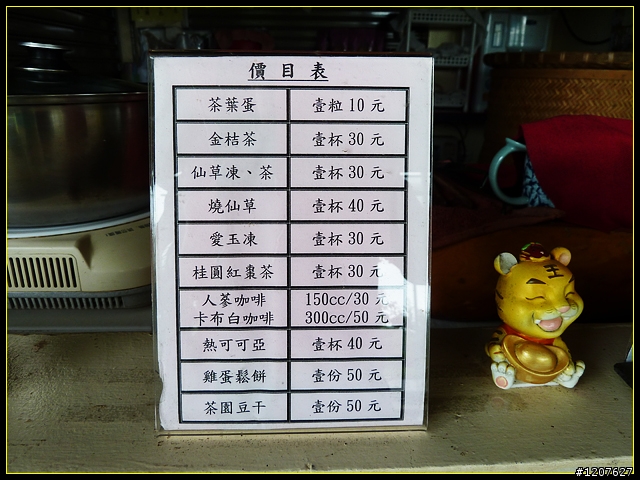 價目表
茶葉蛋 壹粒 10 元
金桔茶 壹杯 30 元
仙草凍、茶 壹杯 30 元
燒仙草 壹杯 40 元
愛玉凍 壹杯 30 元
桂圓紅棗茶 壹杯 30 元
人蔘咖啡 150cc/30 元
卡布白咖啡 300cc/50 元
熱可可亞 壹杯 40 元
雞蛋鬆餅 壹份 50 元
茶園豆干 壹份 50 元
王
#1207627